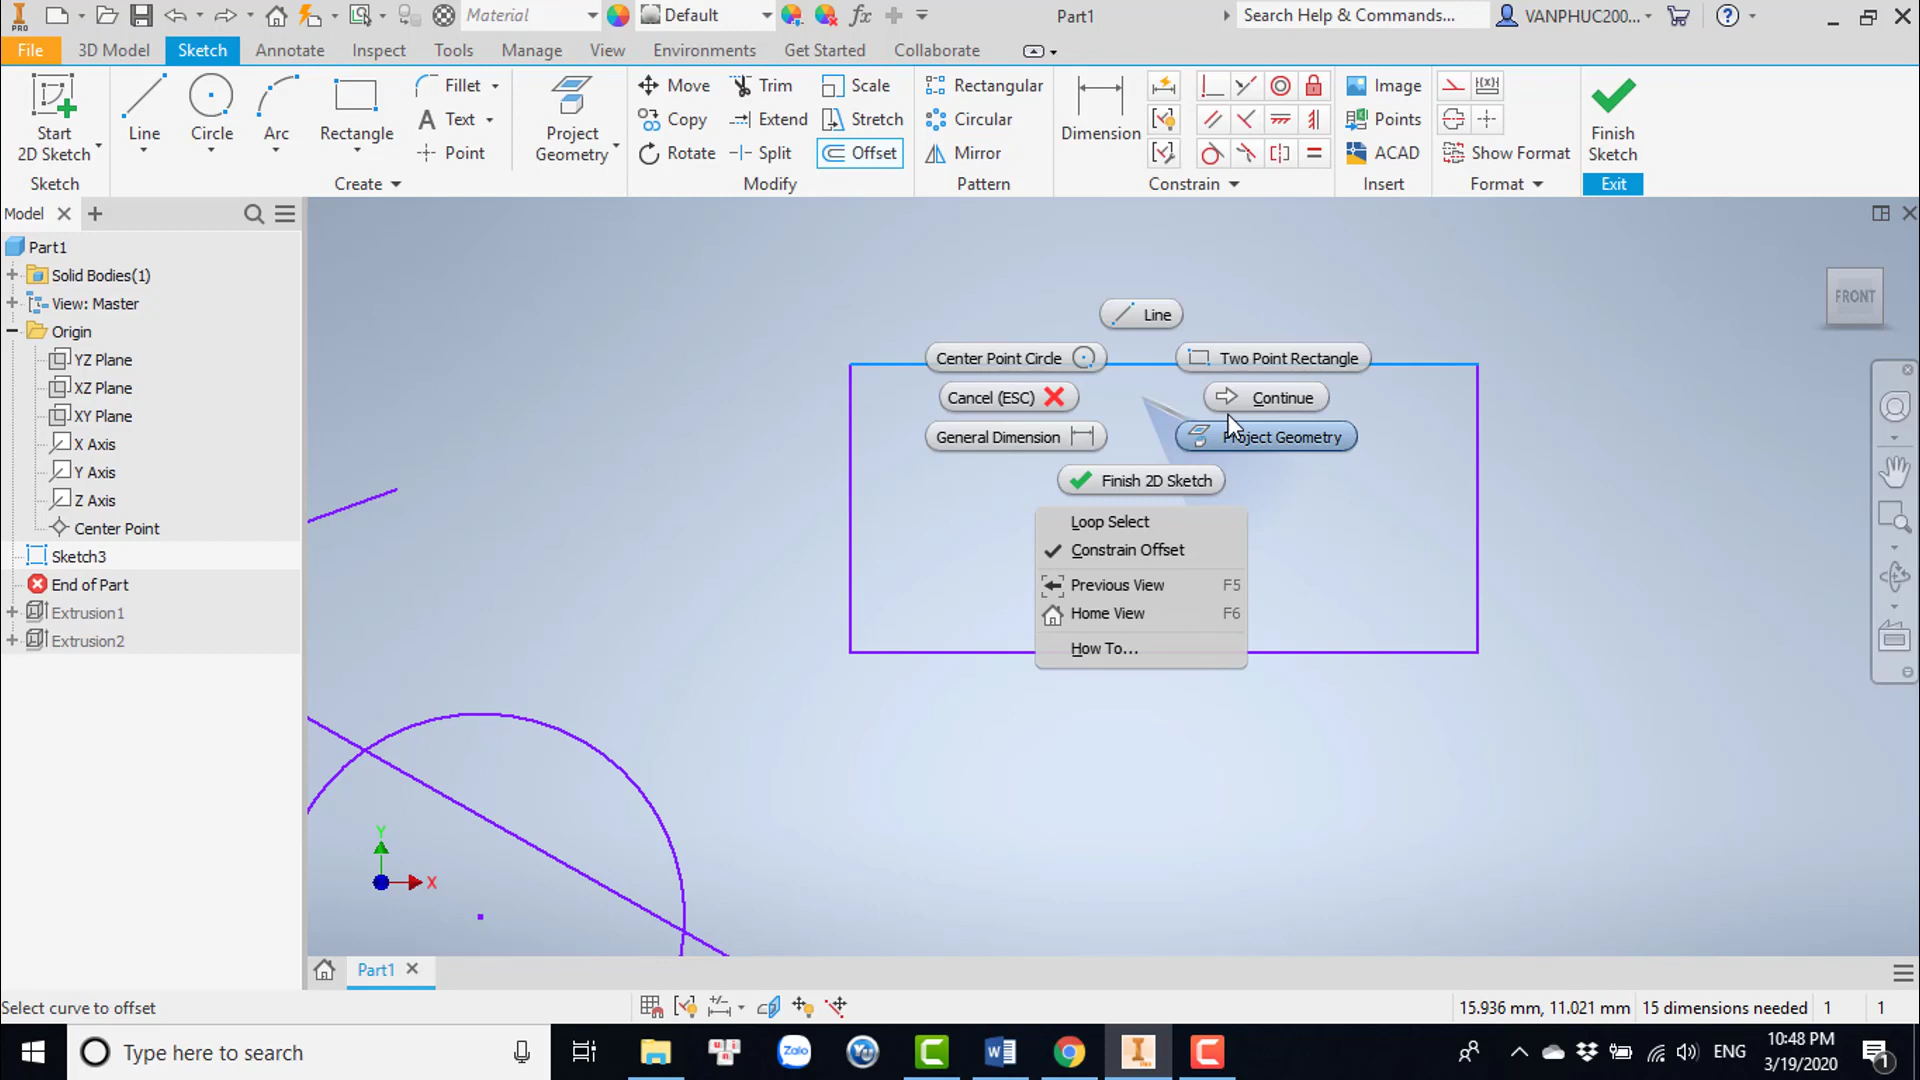 PRO
Material
Default
fx
Part1
Search Help & Commands...
VANPHUC200...
File
3D Model
Sketch
Annotate
Inspect
Tools
Manage
View
Environments
Get Started
Collaborate
Start
2D Sketch
Line
Circle
Arc
Rectangle
Fillet
Text
Point
Project
Geometry
Move
Copy
Rotate
Trim
Extend
Split
Scale
Stretch
Offset
Rectangular
Circular
Mirror
Dimension
Image
Points
ACAD
Show Format
Finish
Sketch
Sketch
Create
Modify
Pattern
Constrain
Insert
Format
Exit
Model
Part1
Solid Bodies(1)
View: Master
Origin
YZ Plane
XZ Plane
XY Plane
X Axis
Y Axis
Z Axis
Center Point
Sketch3
End of Part
Extrusion1
Extrusion2
FRONT
Line
Center Point Circle
Two Point Rectangle
Cancel (ESC)
Continue
General Dimension
Project Geometry
Finish 2D Sketch
Loop Select
Constrain Offset
Previous View F5
Home View F6
How To...
Y
X
Part1
Select curve to offset
15.936 mm, 11.021 mm
15 dimensions needed
1
1
Type here to search
Zalo
ENG
10:48 PM
3/19/2020
1